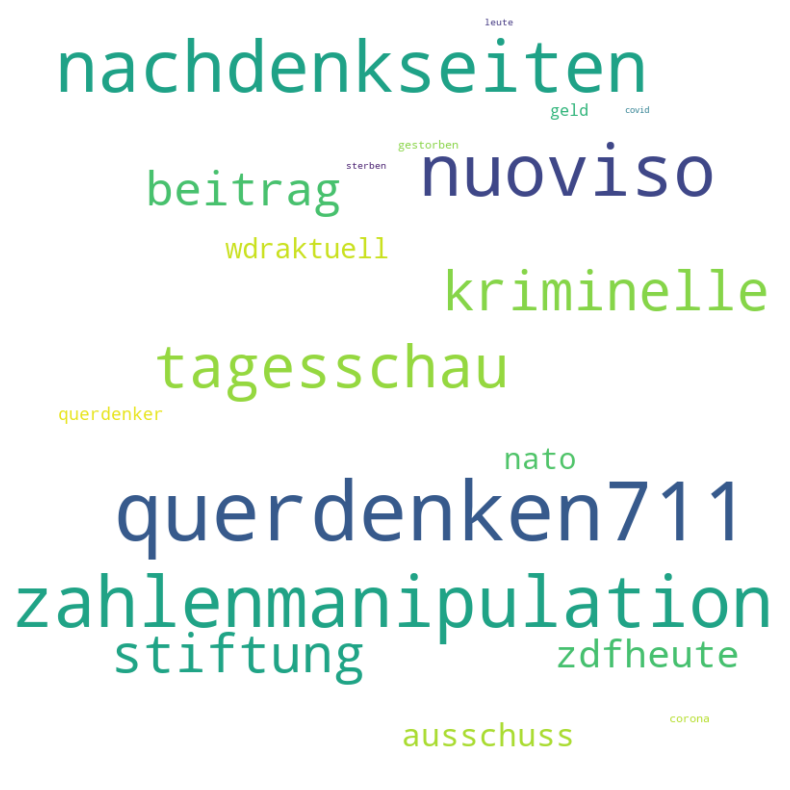 leute
nachdenkseiten
geld covid
gestorben
nuoviso
sterben
beitrag
wdraktuell
kriminelle
tagesschau
querdenker
nato
querdenken711
zahlenmanipulation
stiftung
zdfheute
corona
ausschuss